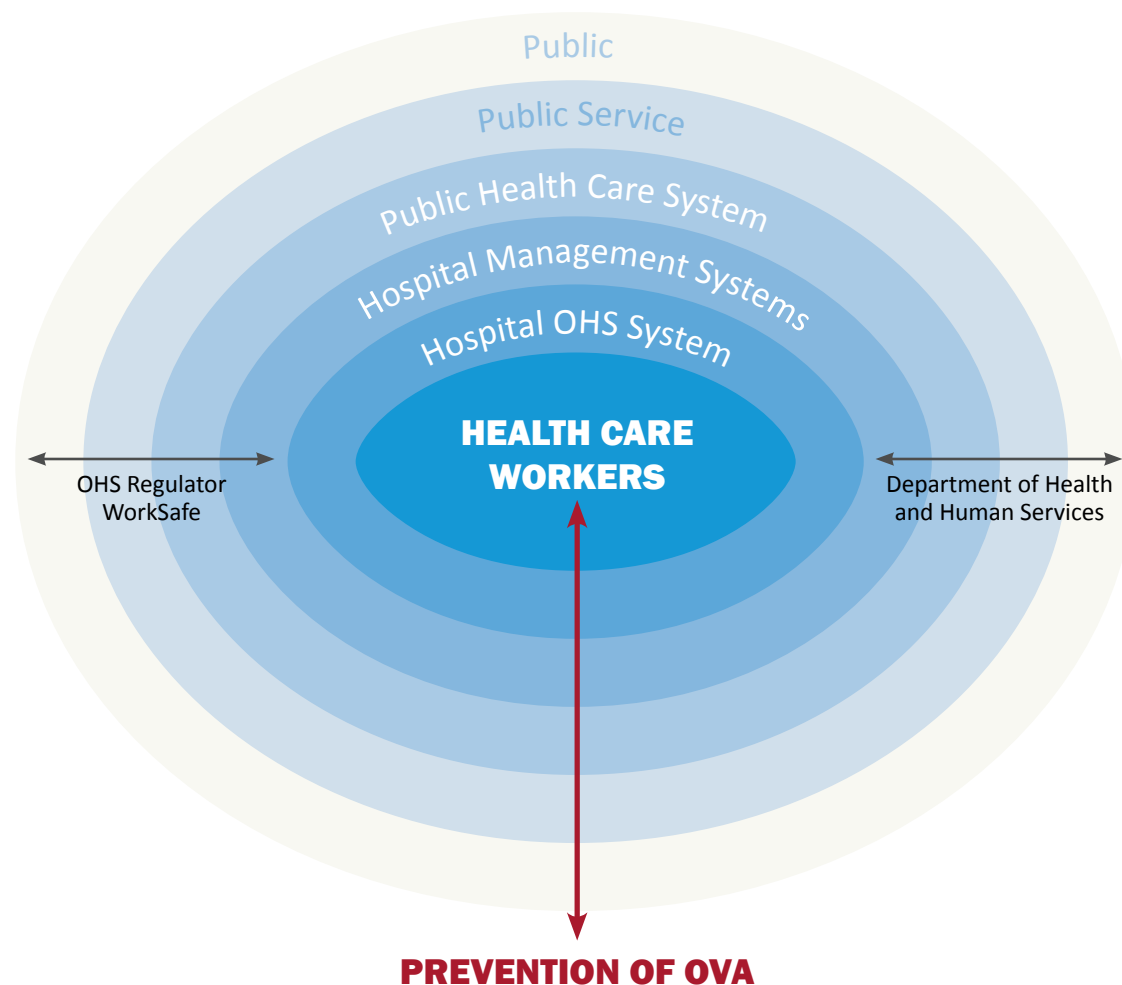 Public
Public Service
Public Health Care System
Hospital Management Systems
Hospital OHS System
HEALTH CARE
WORKERS
OHS Regulator
WorkSafe
Department of Health
and Human Services
PREVENTION OF OVA